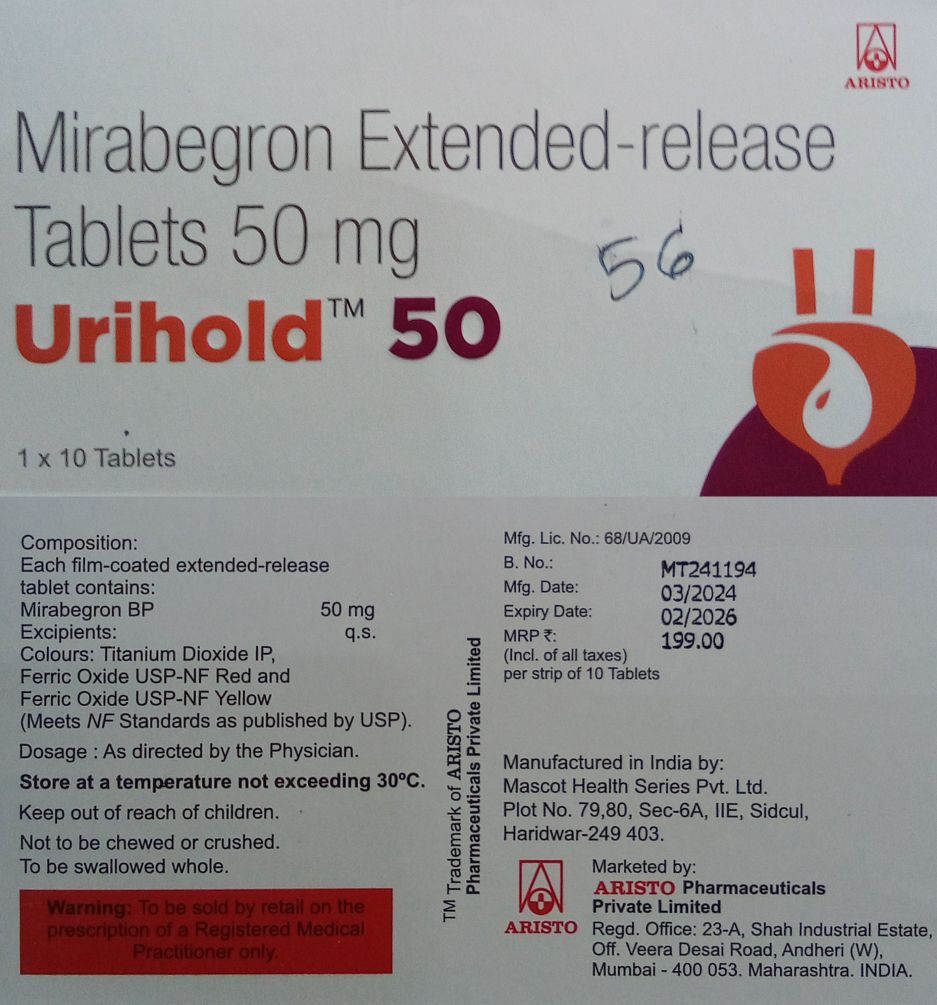 ARISTO
Mirabegron Extended-release
Tablets 50 mg
56
Urihold™ 50
1 x 10 Tablets
Composition:
Each film-coated extended-release
tablet contains:
Mirabegron BP 50 mg
Excipients: q.s.
Colours: Titanium Dioxide IP,
Ferric Oxide USP-NF Red and
Ferric Oxide USP-NF Yellow
(Meets NF Standards as published by USP).
Dosage : As directed by the Physician.
Store at a temperature not exceeding 30ºC.
Keep out of reach of children.
Not to be chewed or crushed.
To be swallowed whole.
Warning: To be sold by retail on the
prescription of a Registered Medical
Practitioner only.
™ Trademark of ARISTO
Pharmaceuticals Private Limited
Mfg. Lic. No.: 68/UA/2009
B. No.: MT241194
Mfg. Date: 03/2024
Expiry Date: 02/2026
MRP ₹: 199.00
(Incl. of all taxes)
per strip of 10 Tablets
Manufactured in India by:
Mascot Health Series Pvt. Ltd.
Plot No. 79,80, Sec-6A, IIE, Sidcul,
Haridwar-249 403.
ARISTO
Marketed by:
ARISTO Pharmaceuticals
Private Limited
Regd. Office: 23-A, Shah Industrial Estate,
Off. Veera Desai Road, Andheri (W),
Mumbai - 400 053. Maharashtra. INDIA.